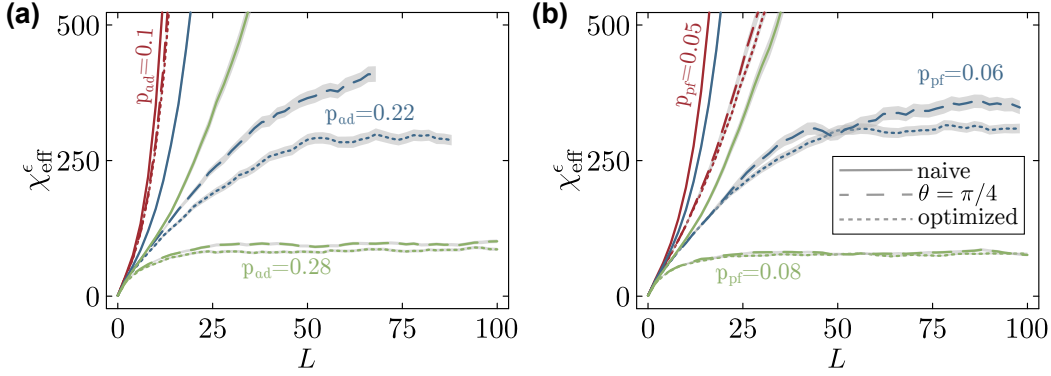 (a)
500
250
0
χ^ϵ_eff
p_ad=0.1
p_ad=0.22
p_ad=0.28
0 25 50 75 100
L
(b)
500
250
0
χ^ϵ_eff
p_pf=0.05
p_pf=0.06
naive
θ = π/4
optimized
p_pf=0.08
0 25 50 75 100
L